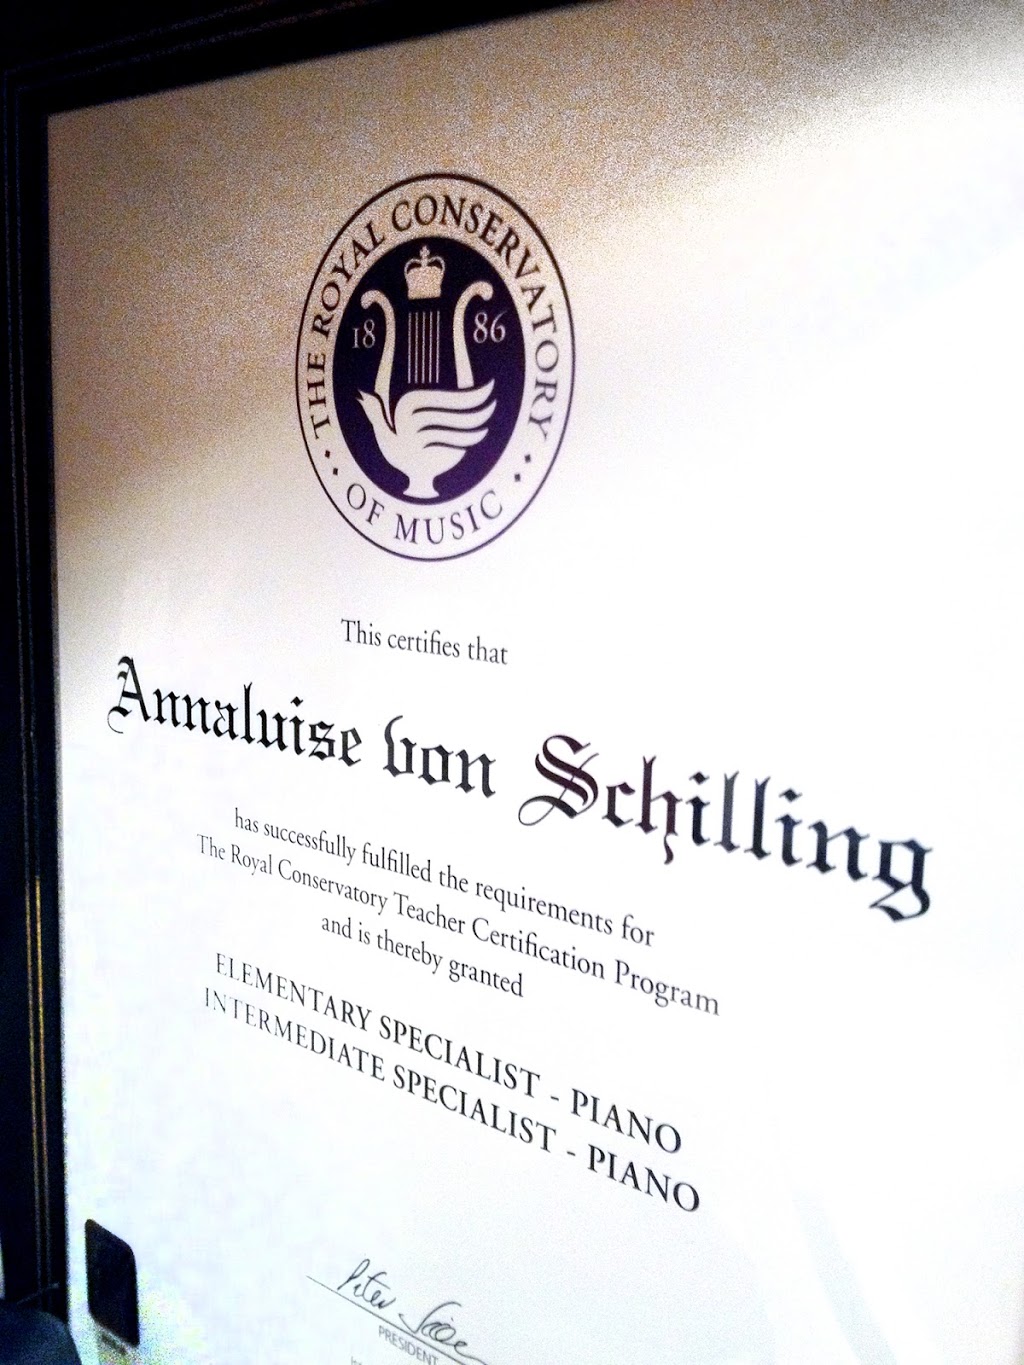 THE ROYAL CONSERVATORY
18 86
OF MUSIC
This certifies that
Annaluise von Schilling
has successfully fulfilled the requirements for
The Royal Conservatory Teacher Certification Program
and is thereby granted
ELEMENTARY SPECIALIST - PIANO
INTERMEDIATE SPECIALIST - PIANO
PRESIDENT